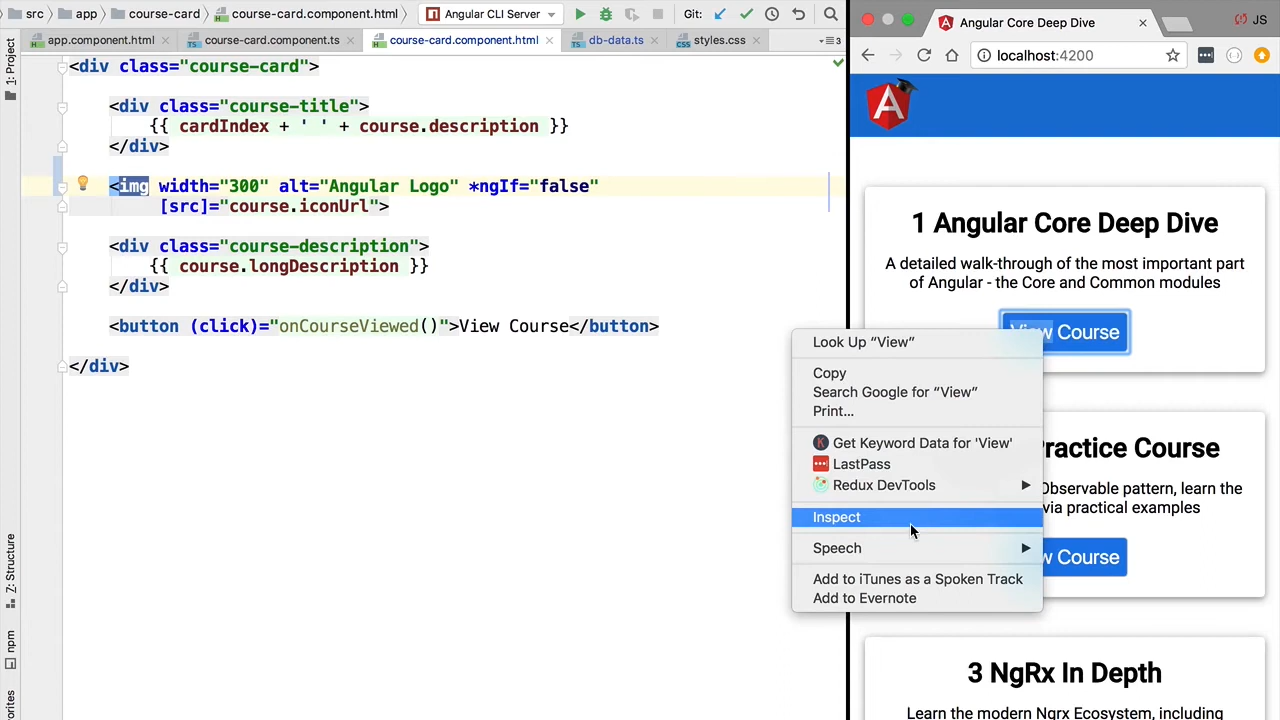 src app course-card course-card.component.html Angular CLI Server Git:
app.component.html course-card.component.ts course-card.component.html db-data.ts styles.css 3
1: Project
Z: Structure
npm
<div class="course-card">
<div class="course-title">
{{ cardIndex + ' ' + course.description }}
</div>
<img width="300" alt="Angular Logo" *ngIf="false"
[src]="course.iconUrl">
<div class="course-description">
{{ course.longDescription }}
</div>
<button (click)="onCourseViewed()">View Course</button>
</div>
Angular Core Deep Dive
JS
localhost:4200
1 Angular Core Deep Dive
A detailed walk-through of the most important part
of Angular - the Core and Common modules
View Course
Look Up “View”
Copy
Search Google for “View”
Print...
Get Keyword Data for 'View'
LastPass
Redux DevTools
Inspect
Speech
Add to iTunes as a Spoken Track
Add to Evernote
Practice Course
Observable pattern, learn the
via practical examples
Course
3 NgRx In Depth
Learn the modern Ngrx Ecosystem, including